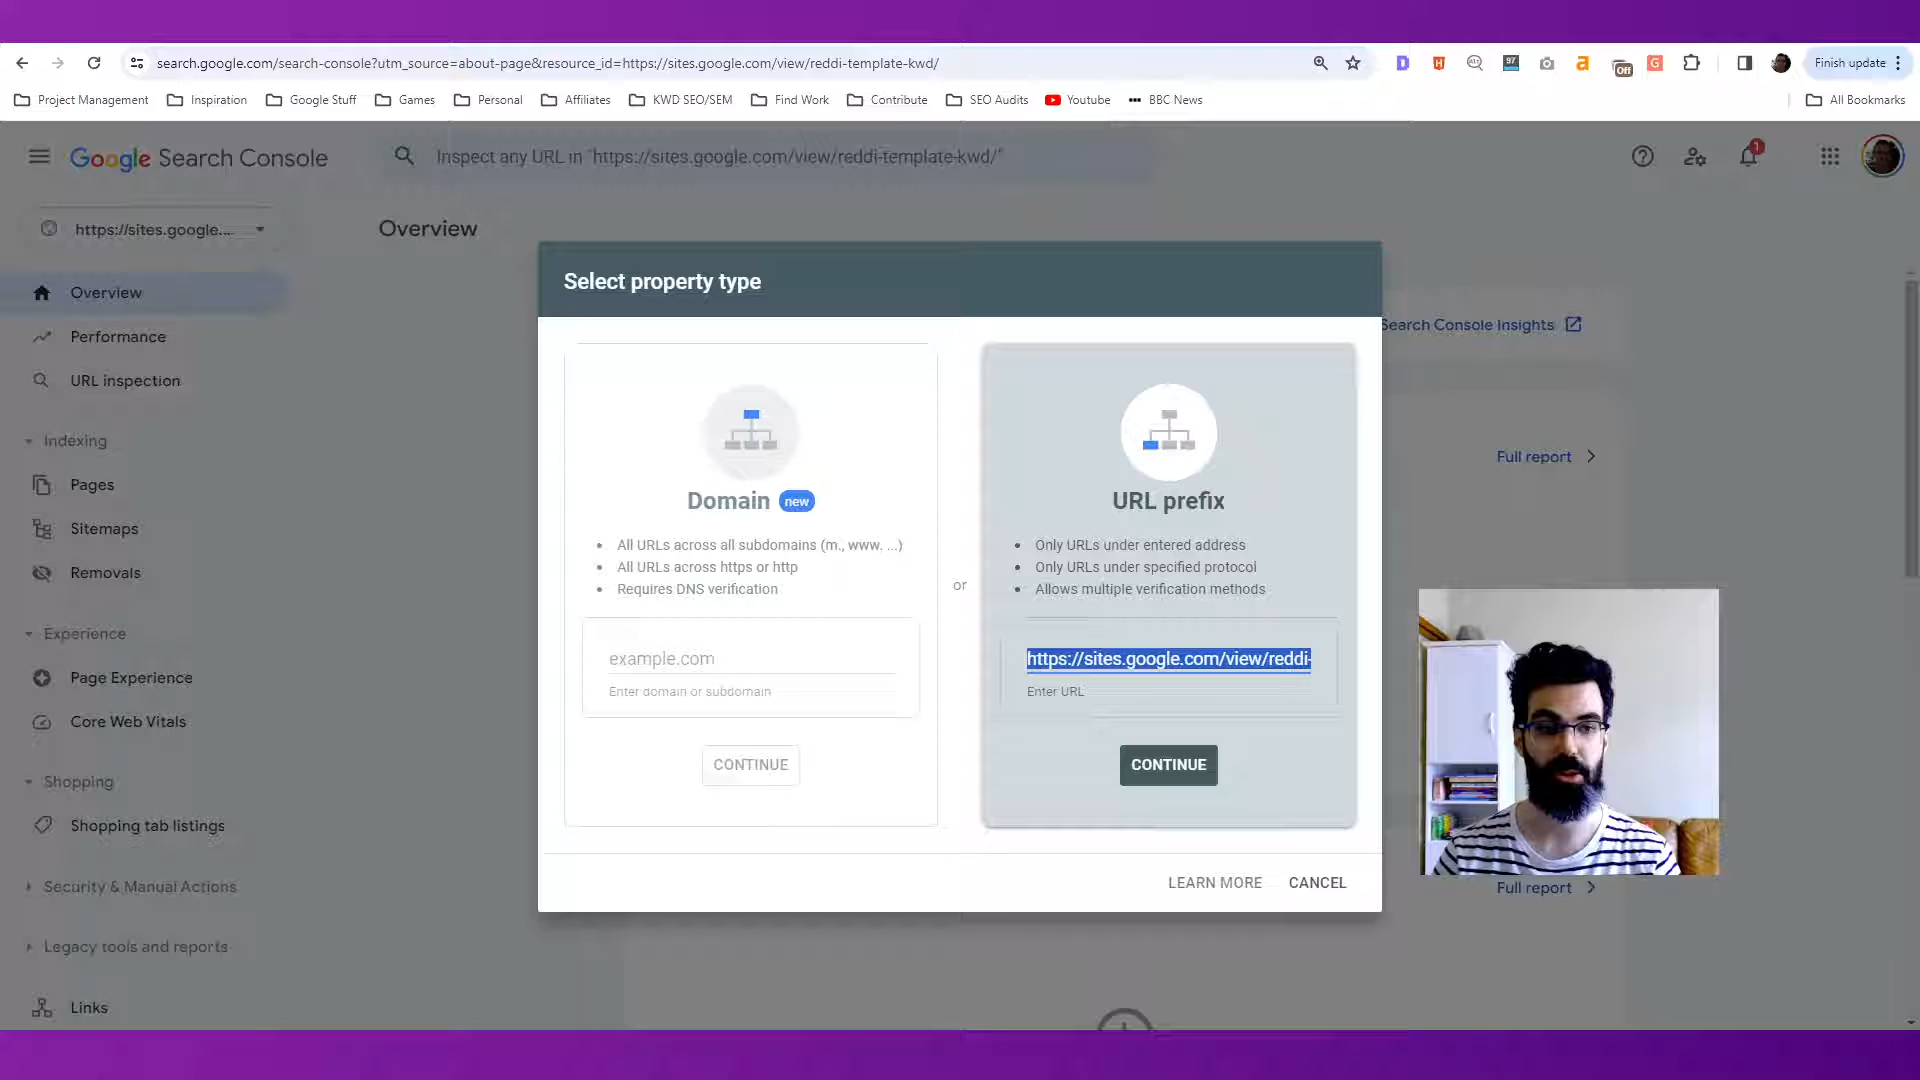 search.google.com/search-console?utm_source=about-page&resource_id=https://sites.google.com/view/reddi-template-kwd/
97
Off
Finish update
Project Management
Inspiration
Google Stuff
Games
Personal
Affiliates
KWD SEO/SEM
Find Work
Contribute
SEO Audits
Youtube
BBC News
All Bookmarks
Google Search Console
Inspect any URL in "https://sites.google.com/view/reddi-template-kwd/"
1
https://sites.google....
Overview
Overview
Performance
URL inspection
Indexing
Pages
Sitemaps
Removals
Experience
Page Experience
Core Web Vitals
Shopping
Shopping tab listings
Security & Manual Actions
Legacy tools and reports
Links
Search Console Insights
Full report
Full report
Select property type
Domain new
All URLs across all subdomains (m., www. ...)
All URLs across https or http
Requires DNS verification
example.com
Enter domain or subdomain
CONTINUE
or
URL prefix
Only URLs under entered address
Only URLs under specified protocol
Allows multiple verification methods
https://sites.google.com/view/reddi-
Enter URL
CONTINUE
LEARN MORE
CANCEL